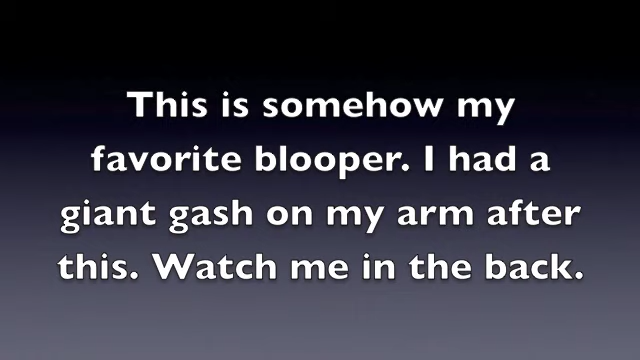 This is somehow my
favorite blooper. I had a
giant gash on my arm after
this. Watch me in the back.